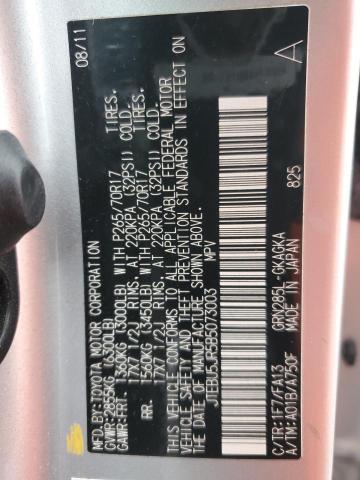 MFD.BY:TOYOTA MOTOR CORPORATION 08/11
GVWR:2855KG (6300LB)
GAWR:FRT. 1360KG (3000LB) WITH P265/70R17
17X7 1/2J RIMS, AT 220KPA (32PSI) COLD.
RR. 1560KG (3450LB) WITH P265/70R17
17X7 1/2J RIMS, AT 220KPA (32PSI) COLD.
THIS VEHICLE CONFORMS TO ALL APPLICABLE FEDERAL MOTOR
VEHICLE SAFETY AND THEFT PREVENTION STANDARDS IN EFFECT ON
THE DATE OF MANUFACTURE SHOWN ABOVE.
JTEBU5JR5B5073003 MPV
A
C/TR:1F7/FA13 GRN285L-GKAGKA
A/TM:A01B/A750F MADE IN JAPAN 825